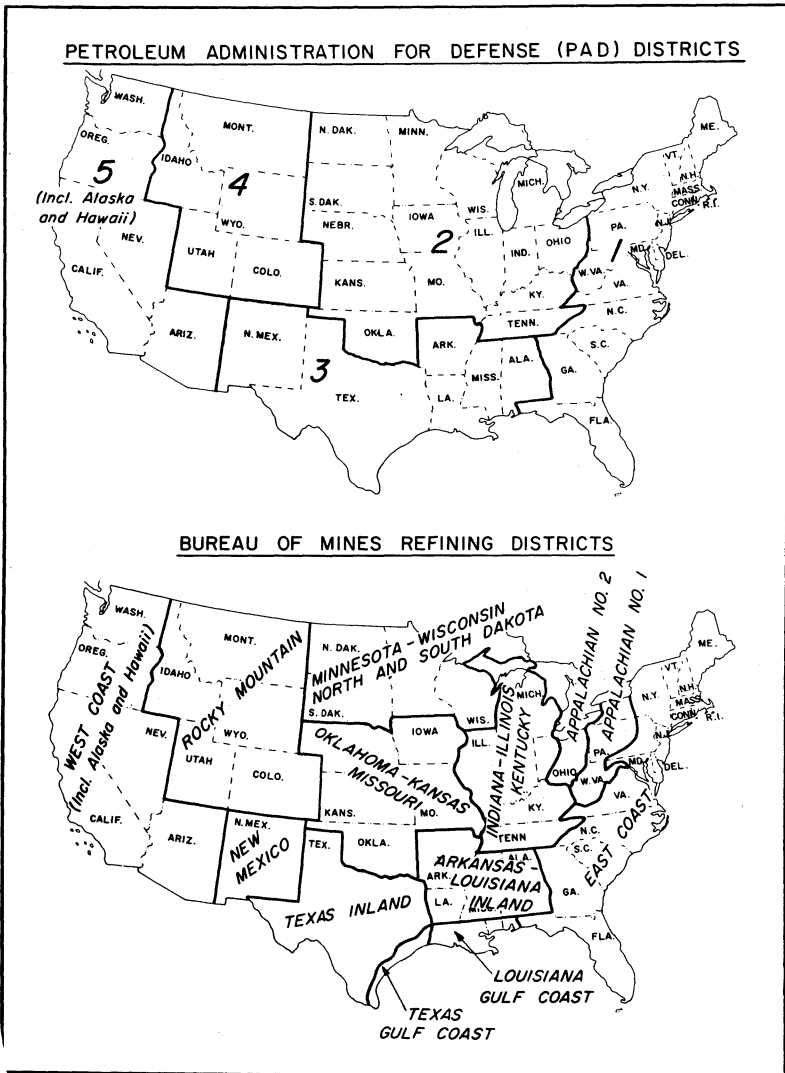 PETROLEUM ADMINISTRATION FOR DEFENSE (PAD) DISTRICTS
WASH.
MONT.
N. DAK.
MINN.
ME.
OREG.
IDAHO
VT.
N.H.
5
4
MICH.
N.Y.
MASS.
CONN.
R.I.
(Incl. Alaska
and Hawaii)
S. DAK.
WIS.
WYO.
IOWA
NEBR.
2
ILL.
IND.
OHIO
PA.
N.J.
1
MD.
DEL.
NEV.
UTAH
COLO.
CALIF.
KANS.
MO.
W. VA.
VA.
KY.
N.C.
TENN.
ARIZ.
N. MEX.
OKLA.
ARK.
S.C.
3
TEX.
MISS.
ALA.
GA.
LA.
FLA.
BUREAU OF MINES REFINING DISTRICTS
WASH.
MONT.
N. DAK.
MINNESOTA-WISCONSIN
NORTH AND SOUTH DAKOTA
APPALACHIAN NO. 2
APPALACHIAN NO. 1
ME.
OREG.
IDAHO
WEST COAST
(Incl. Alaska and Hawaii)
ROCKY MOUNTAIN
MICH.
VT.
N.H.
N.Y.
MASS.
CONN.
R.I.
S. DAK.
WIS.
NEV.
WYO.
IOWA
ILL.
INDIANA-ILLINOIS
KENTUCKY
PA.
N.J.
UTAH
COLO.
OKLAHOMA-KANSAS
MISSOURI
OHIO
MD.
DEL.
W. VA.
VA.
CALIF.
KANS.
MO.
KY.
N. MEX.
TENN
N.C.
S.C.
EAST COAST
ARIZ.
NEW
MEXICO
TEX.
OKLA.
ARK.
ALA.
ARKANSAS-
LOUISIANA
INLAND
GA.
TEXAS INLAND
LA.
MISS.
FLA.
LOUISIANA
GULF COAST
TEXAS
GULF COAST